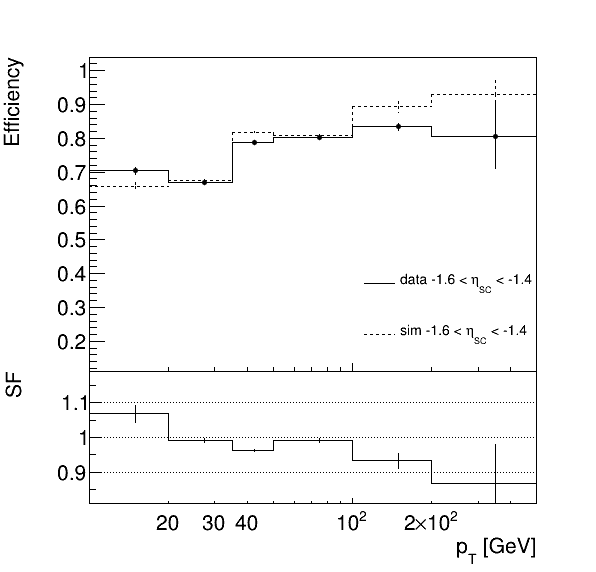 Efficiency
1
0.9
0.8
0.7
0.6
0.5
0.4
0.3
0.2
data -1.6 < η_SC < -1.4
sim -1.6 < η_SC < -1.4
SF
1.1
1
0.9
20 30 40 10² 2×10²
p_T [GeV]